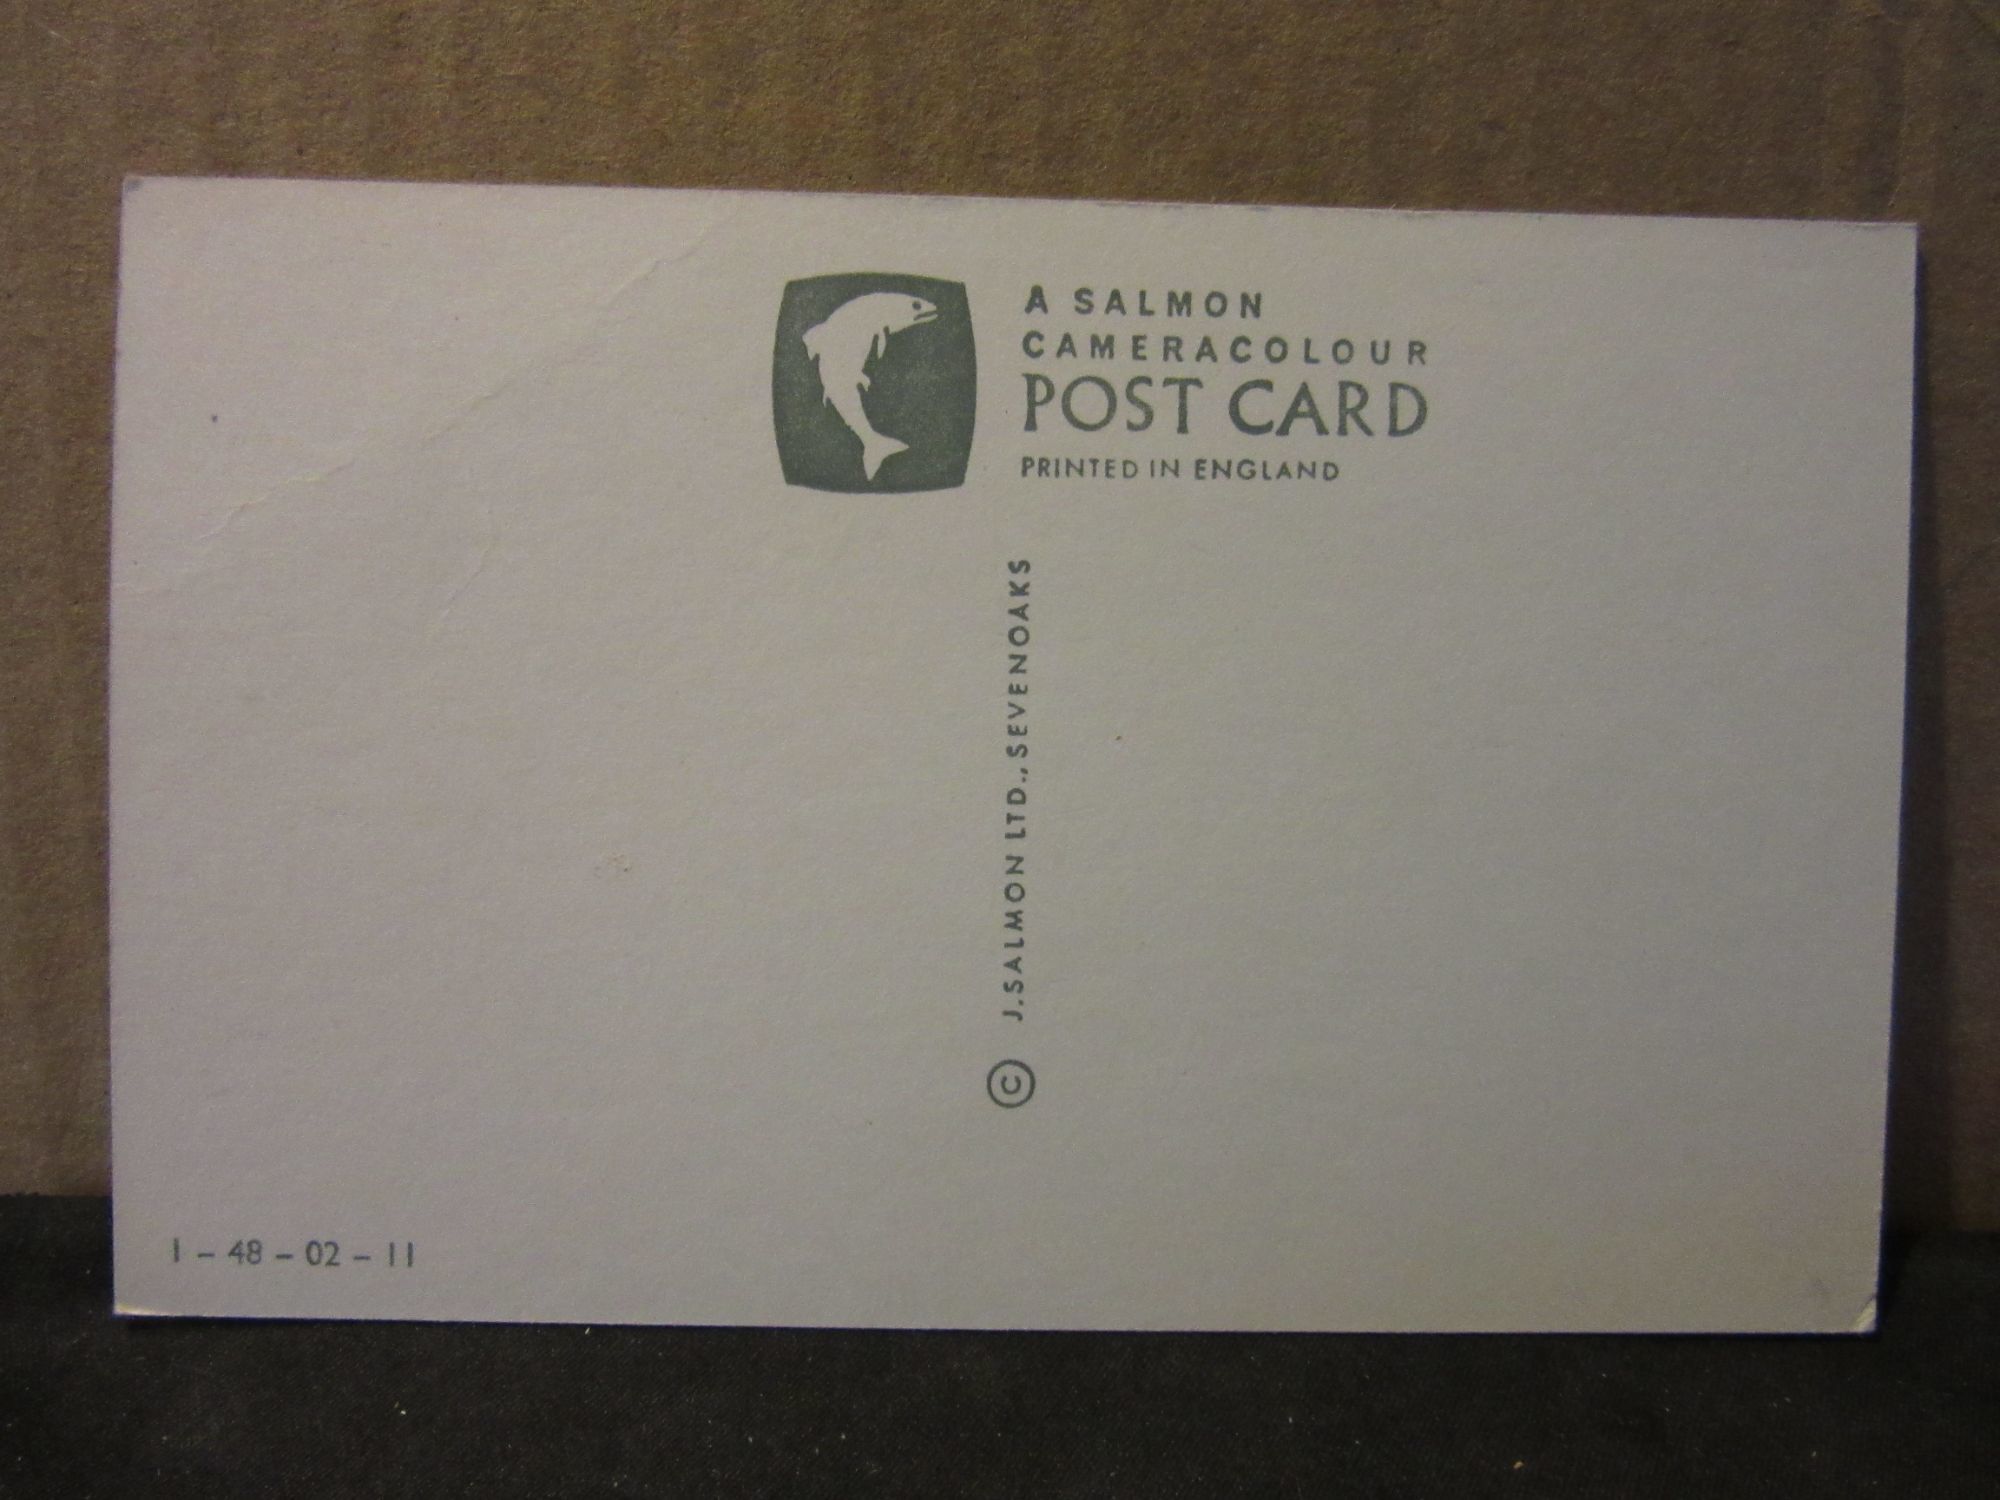 A SALMON
CAMERACOLOUR
POST CARD
PRINTED IN ENGLAND
© J. SALMON LTD., SEVENOAKS
1 - 48 - 02 - 11